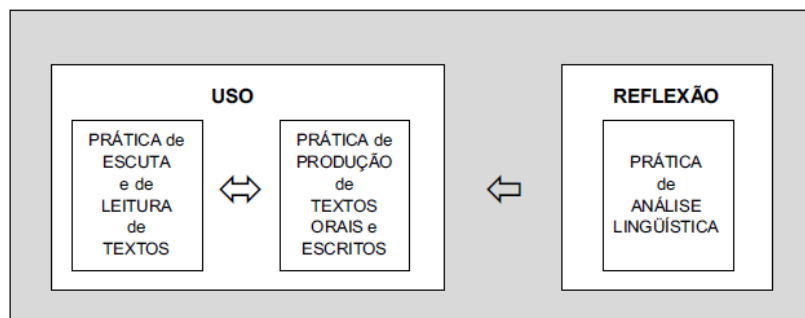 USO
PRÁTICA de
ESCUTA
e de
LEITURA
de
TEXTOS
PRÁTICA de
PRODUÇÃO
de
TEXTOS
ORAIS e
ESCRITOS
REFLEXÃO
PRÁTICA
de
ANÁLISE
LINGÜÍSTICA